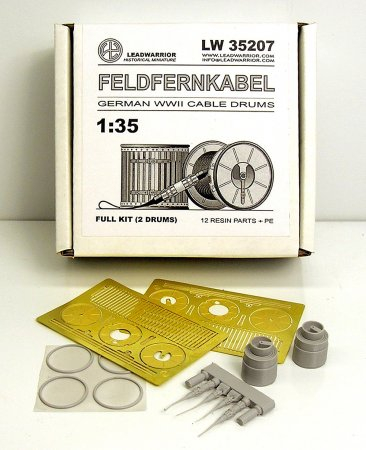 LEADWARRIOR
HISTORICAL MINIATURE
LW 35207
WWW.LEADWARRIOR.COM
INFO@LEADWARRIOR.COM
FELDFERNKABEL
GERMAN WWII CABLE DRUMS
1:35
FULL KIT (2 DRUMS)
12 RESIN PARTS + PE